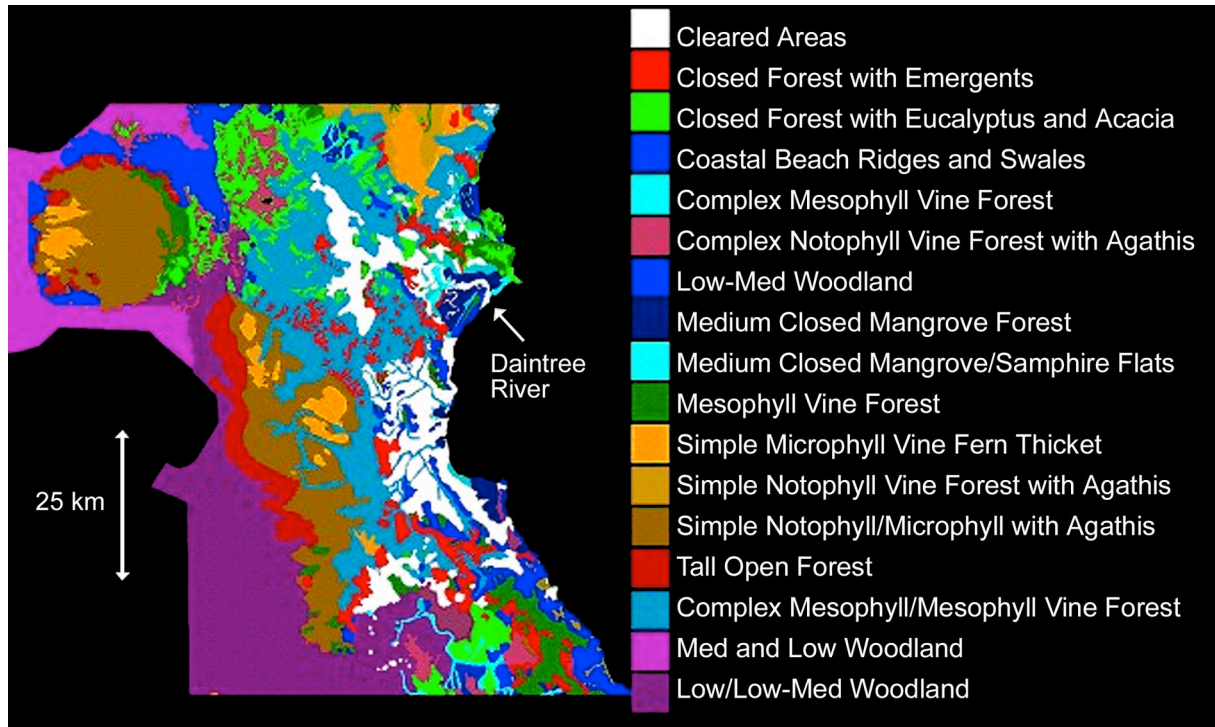 Cleared Areas
Closed Forest with Emergents
Closed Forest with Eucalyptus and Acacia
Coastal Beach Ridges and Swales
Complex Mesophyll Vine Forest
Complex Notophyll Vine Forest with Agathis
Low-Med Woodland
Medium Closed Mangrove Forest
Medium Closed Mangrove/Samphire Flats
Mesophyll Vine Forest
Simple Microphyll Vine Fern Thicket
Simple Notophyll Vine Forest with Agathis
Simple Notophyll/Microphyll with Agathis
Tall Open Forest
Complex Mesophyll/Mesophyll Vine Forest
Med and Low Woodland
Low/Low-Med Woodland
Daintree
River
25 km